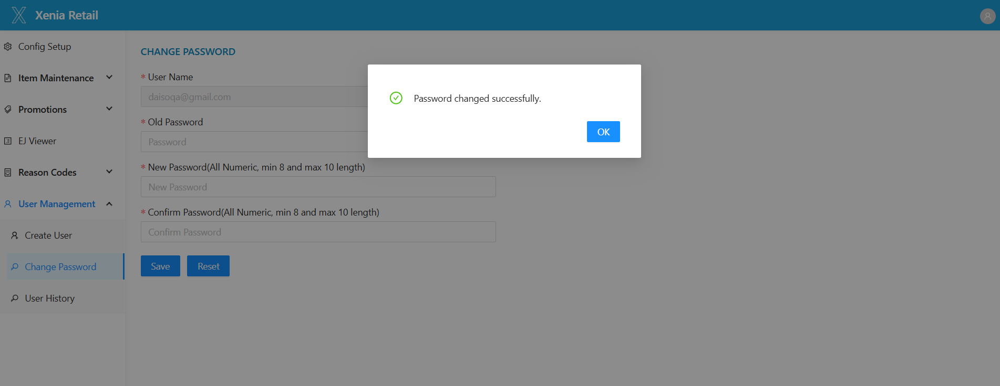 Xenia Retail
Config Setup
Item Maintenance
Promotions
EJ Viewer
Reason Codes
User Management
Create User
Change Password
User History
CHANGE PASSWORD
* User Name
daisoqa@gmail.com
* Old Password
Password
* New Password(All Numeric, min 8 and max 10 length)
New Password
* Confirm Password(All Numeric, min 8 and max 10 length)
Confirm Password
Save Reset
Password changed successfully.
OK